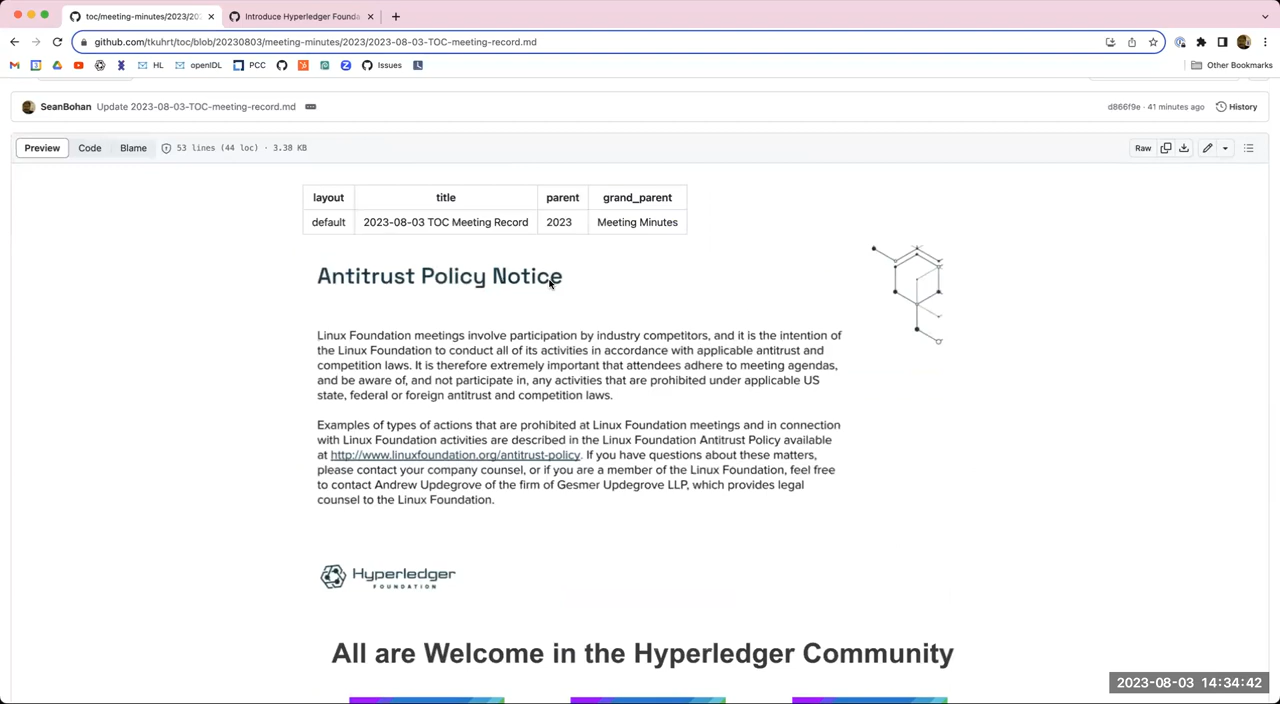 toc/meeting-minutes/2023/20
Introduce Hyperledger Founda
github.com/tkuhrt/toc/blob/20230803/meeting-minutes/2023/2023-08-03-TOC-meeting-record.md
HL
openIDL
PCC
Issues
Other Bookmarks
SeanBohan Update 2023-08-03-TOC-meeting-record.md
d866f9e · 41 minutes ago
History
Preview
Code
Blame
53 lines (44 loc) · 3.38 KB
Raw
layout title parent grand_parent
default 2023-08-03 TOC Meeting Record 2023 Meeting Minutes
Antitrust Policy Notice
Linux Foundation meetings involve participation by industry competitors, and it is the intention of
the Linux Foundation to conduct all of its activities in accordance with applicable antitrust and
competition laws. It is therefore extremely important that attendees adhere to meeting agendas,
and be aware of, and not participate in, any activities that are prohibited under applicable US
state, federal or foreign antitrust and competition laws.
Examples of types of actions that are prohibited at Linux Foundation meetings and in connection
with Linux Foundation activities are described in the Linux Foundation Antitrust Policy available
at http://www.linuxfoundation.org/antitrust-policy. If you have questions about these matters,
please contact your company counsel, or if you are a member of the Linux Foundation, feel free
to contact Andrew Updegrove of the firm of Gesmer Updegrove LLP, which provides legal
counsel to the Linux Foundation.
Hyperledger
FOUNDATION
All are Welcome in the Hyperledger Community
2023-08-03 14:34:42